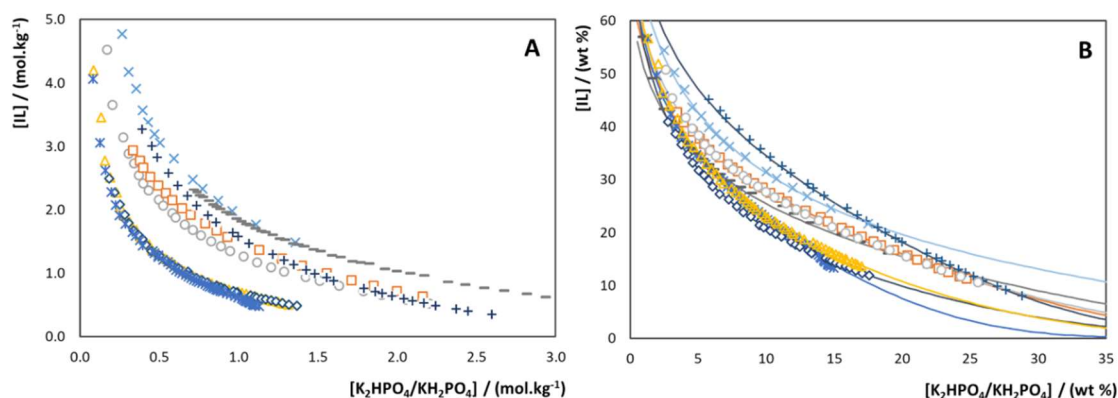 A
[IL] / (mol.kg⁻¹)
5.0
4.0
3.0
2.0
1.0
0.0
0.0 0.5 1.0 1.5 2.0 2.5 3.0
[K₂HPO₄/KH₂PO₄] / (mol.kg⁻¹)
B
[IL] / (wt %)
60
50
40
30
20
10
0
0 5 10 15 20 25 30 35
[K₂HPO₄/KH₂PO₄] / (wt %)